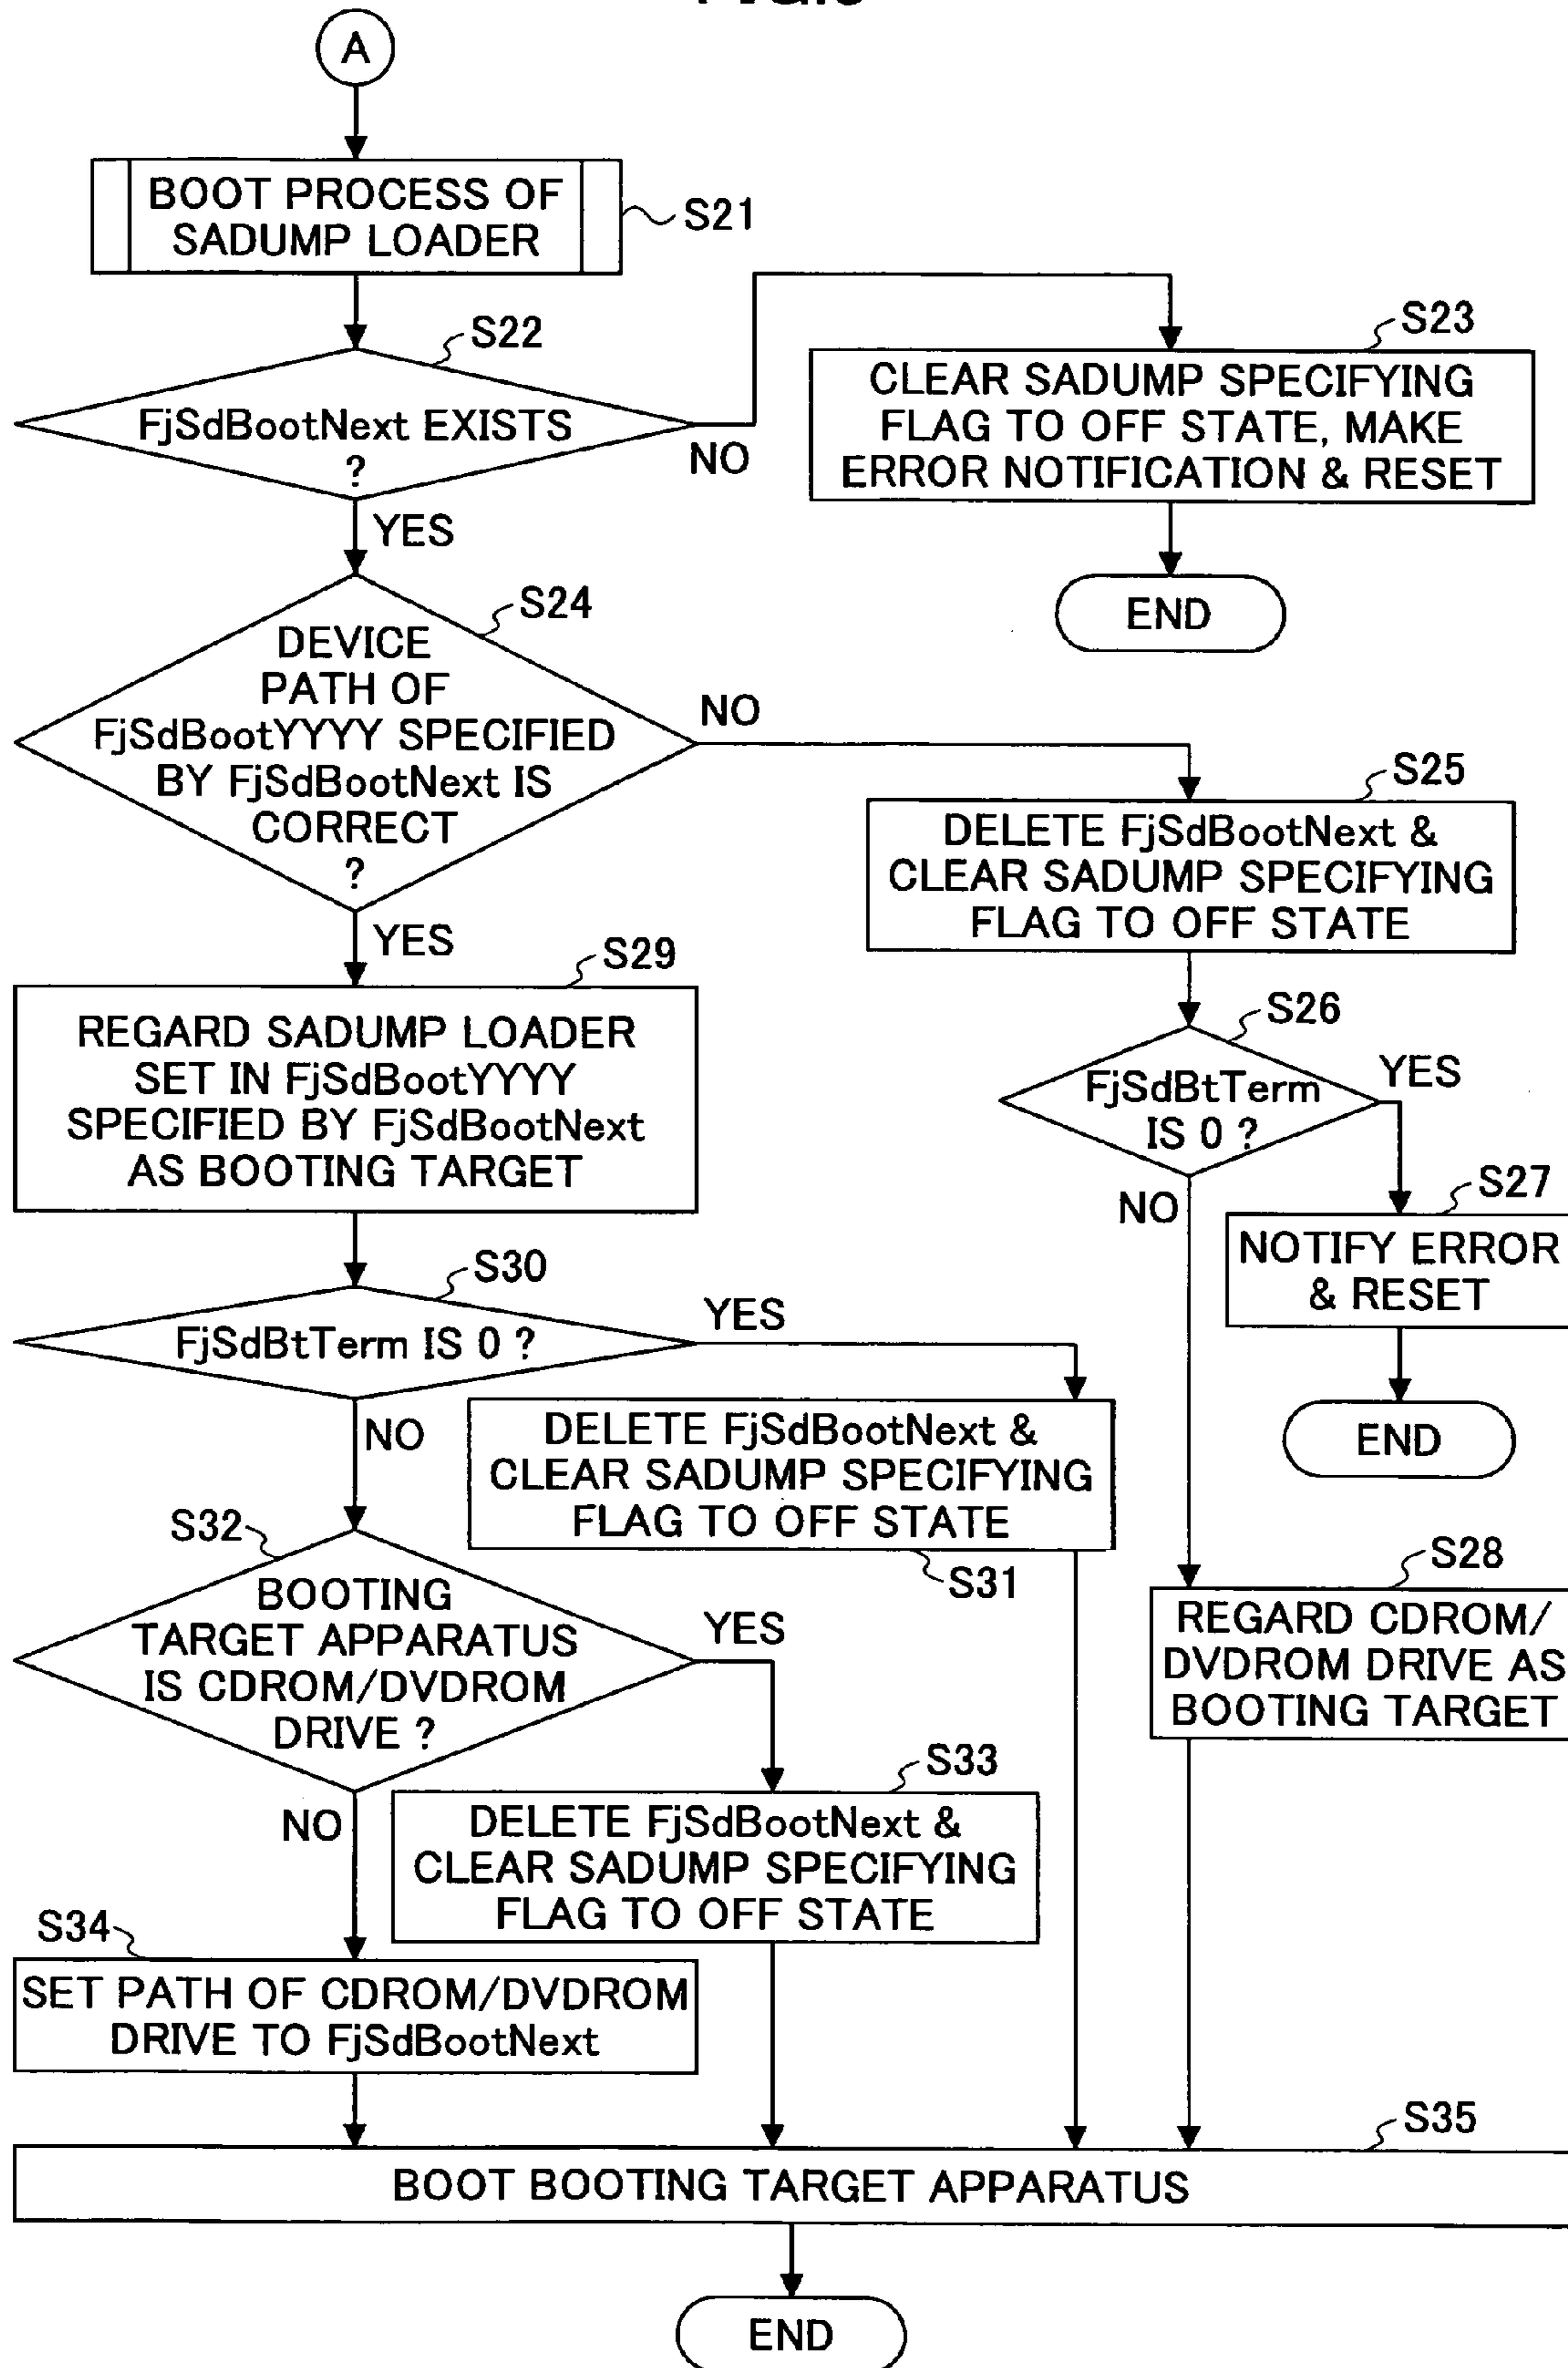 A
BOOT PROCESS OF
SADUMP LOADER
S21
S22
FjSdBootNext EXISTS
?
NO
YES
S23
CLEAR SADUMP SPECIFYING
FLAG TO OFF STATE, MAKE
ERROR NOTIFICATION & RESET
END
S24
DEVICE
PATH OF
FjSdBootYYYY SPECIFIED
BY FjSdBootNext IS
CORRECT
?
NO
YES
S25
DELETE FjSdBootNext &
CLEAR SADUMP SPECIFYING
FLAG TO OFF STATE
S26
FjSdBtTerm
IS 0 ?
YES
NO
S27
NOTIFY ERROR
& RESET
END
S28
REGARD CDROM/
DVDROM DRIVE AS
BOOTING TARGET
S29
REGARD SADUMP LOADER
SET IN FjSdBootYYYY
SPECIFIED BY FjSdBootNext
AS BOOTING TARGET
S30
FjSdBtTerm IS 0 ?
YES
NO
DELETE FjSdBootNext &
CLEAR SADUMP SPECIFYING
FLAG TO OFF STATE
S31
S32
BOOTING
TARGET APPARATUS
IS CDROM/DVDROM
DRIVE ?
YES
NO
S33
DELETE FjSdBootNext &
CLEAR SADUMP SPECIFYING
FLAG TO OFF STATE
S34
SET PATH OF CDROM/DVDROM
DRIVE TO FjSdBootNext
S35
BOOT BOOTING TARGET APPARATUS
END